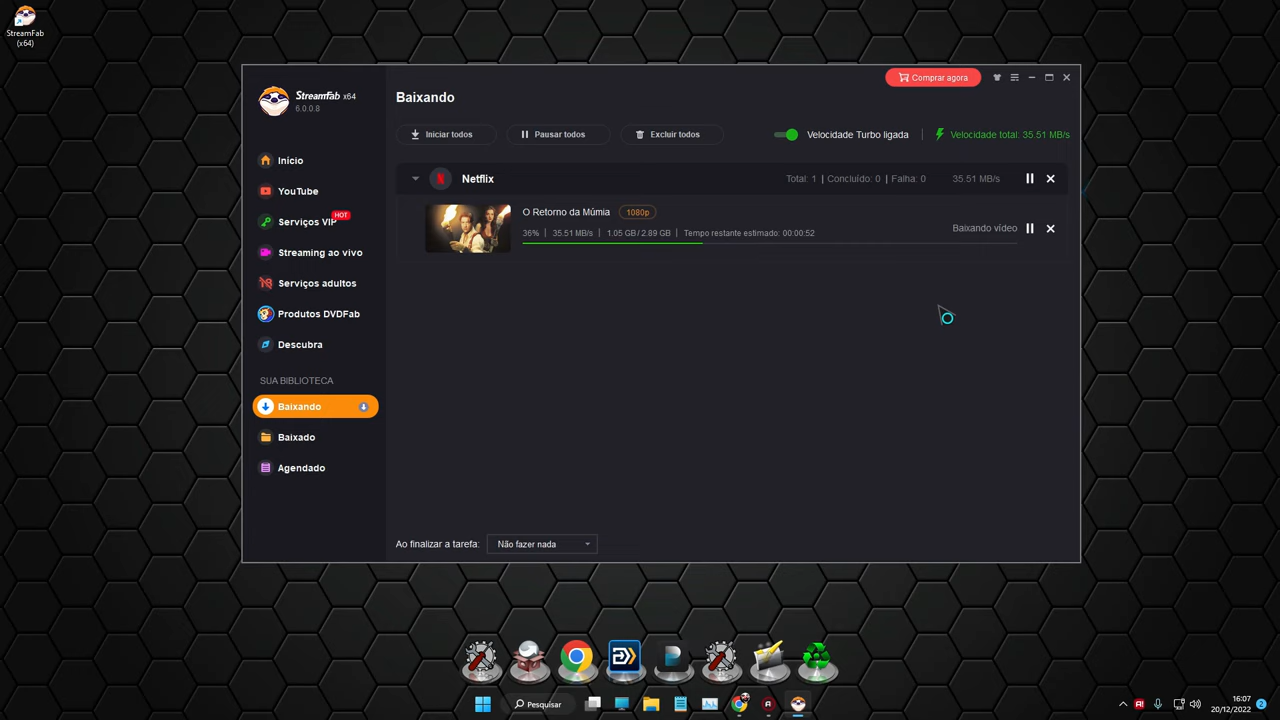 StreamFab
(x64)
Comprar agora
StreamFab x64
6.0.0.8
Baixando
Iniciar todos
Pausar todos
Excluir todos
Velocidade Turbo ligada
Velocidade total: 35.51 MB/s
Início
YouTube
Serviços VIP
HOT
Streaming ao vivo
Serviços adultos
Produtos DVDFab
Descubra
SUA BIBLIOTECA
Baixando
Baixado
Agendado
Netflix
Total: 1 | Concluído: 0 | Falha: 0
35.51 MB/s
O Retorno da Múmia 1080p
36% | 35.51 MB/s | 1.05 GB / 2.89 GB | Tempo restante estimado: 00:00:52
Baixando vídeo
Ao finalizar a tarefa: Não fazer nada
Pesquisar
16:07
20/12/2022
2